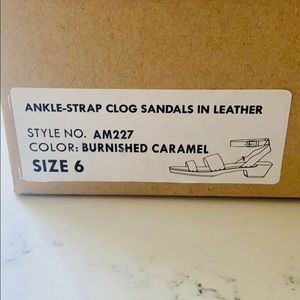 ANKLE-STRAP CLOG SANDALS IN LEATHER
STYLE NO. AM227
COLOR: BURNISHED CARAMEL
SIZE 6